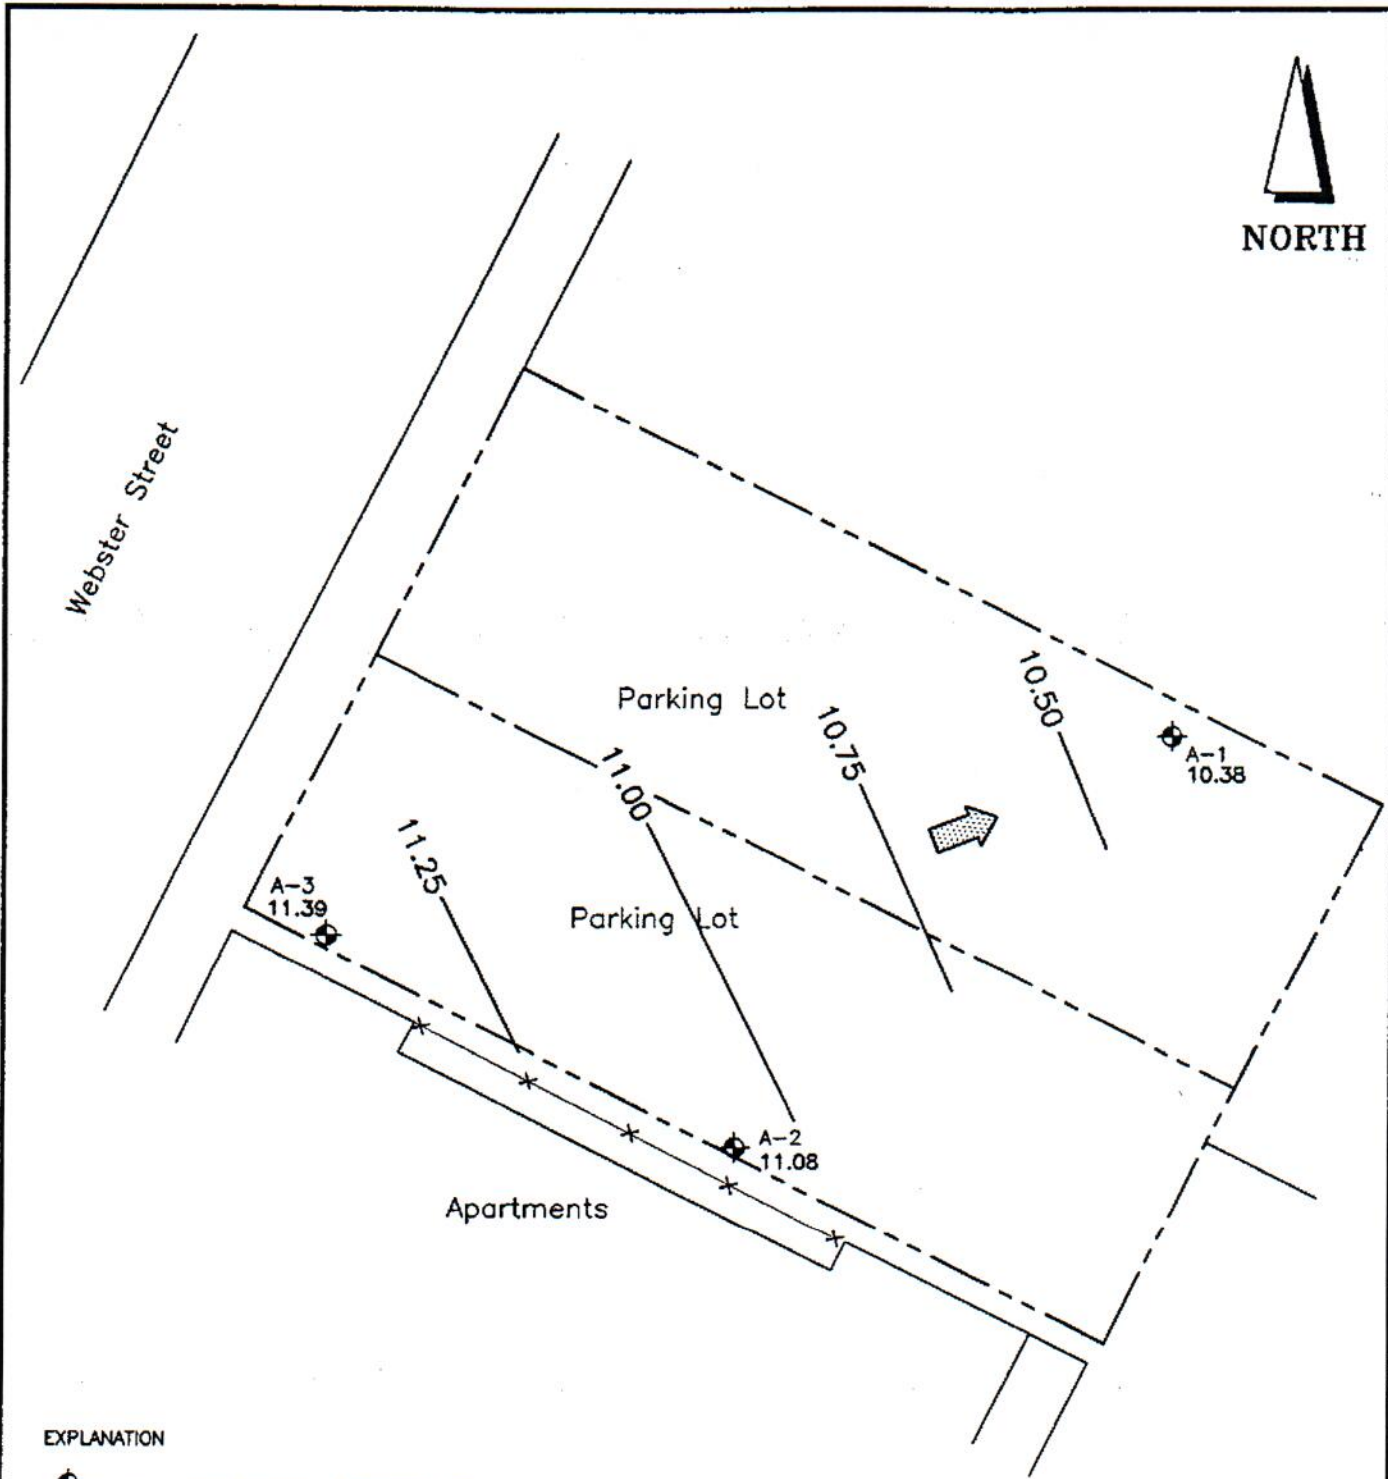 NORTH
Webster Street
Parking Lot
10.50
10.75
A-1
10.38
11.00
11.25
A-3
11.39
Parking Lot
A-2
11.08
Apartments
EXPLANATION